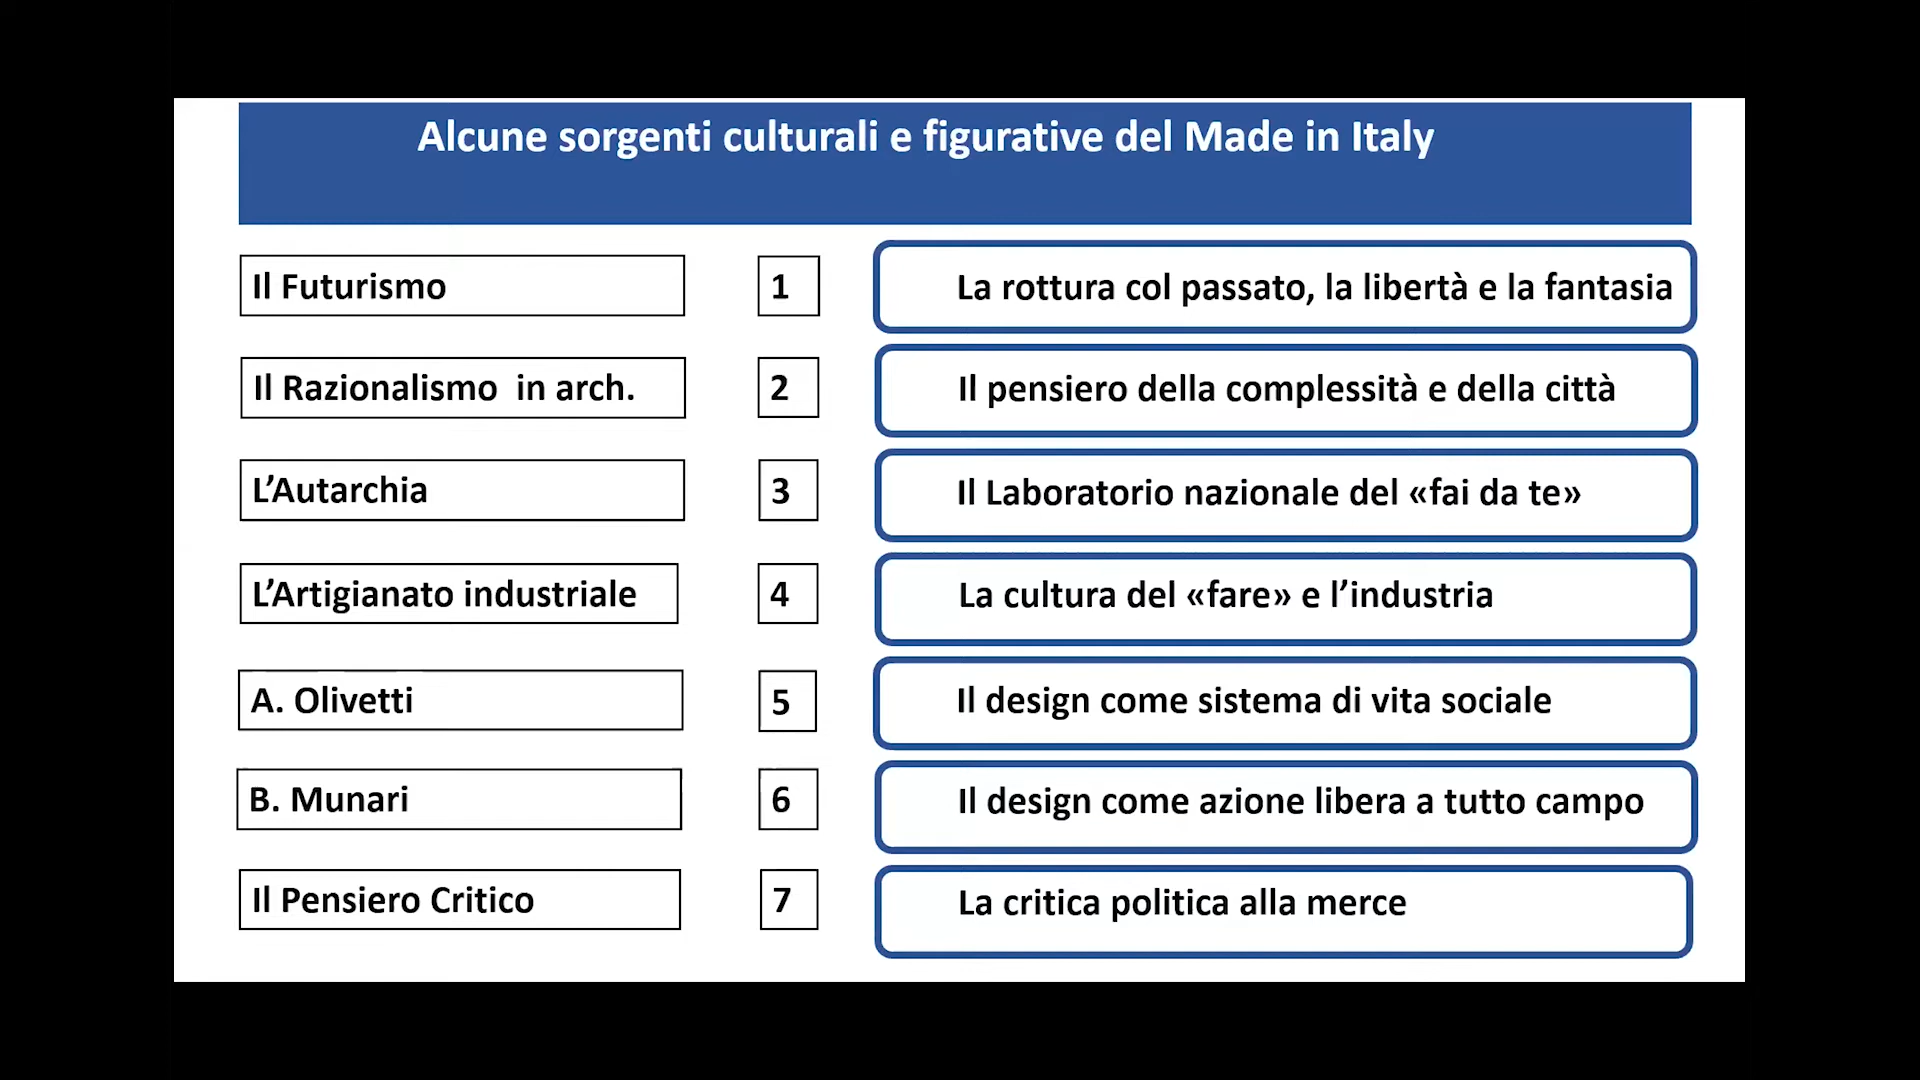 Alcune sorgenti culturali e figurative del Made in Italy
Il Futurismo 1 La rottura col passato, la libertà e la fantasia
Il Razionalismo in arch. 2 Il pensiero della complessità e della città
L’Autarchia 3 Il Laboratorio nazionale del «fai da te»
L’Artigianato industriale 4 La cultura del «fare» e l’industria
A. Olivetti 5 Il design come sistema di vita sociale
B. Munari 6 Il design come azione libera a tutto campo
Il Pensiero Critico 7 La critica politica alla merce